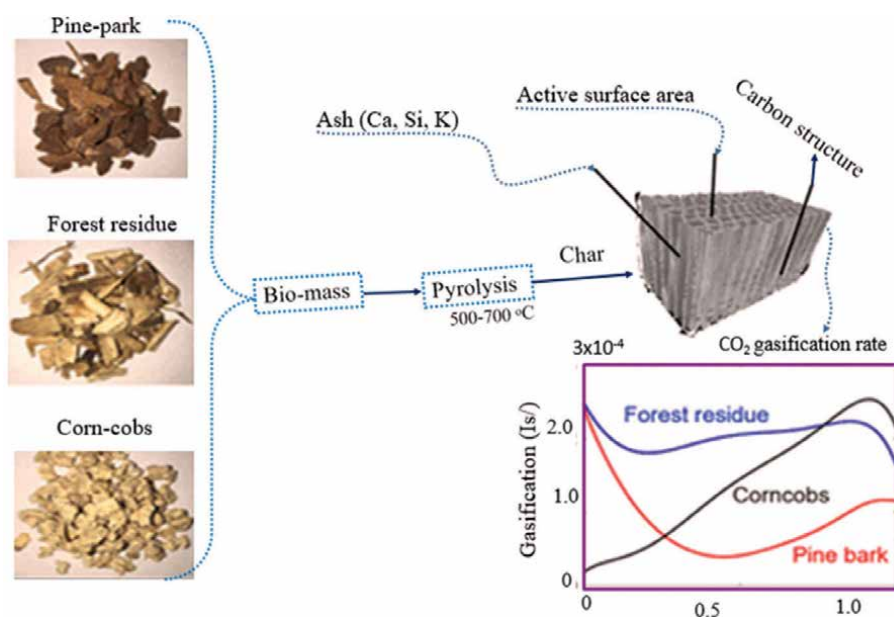 Pine-park
Forest residue
Corn-cobs
Bio-mass
Pyrolysis
500-700 °C
Char
Ash (Ca, Si, K)
Active surface area
Carbon structure
CO₂ gasification rate
3x10⁻⁴
Gasification (Is/)
2.0
1.0
0
Forest residue
Corncobs
Pine bark
0
0.5
1.0